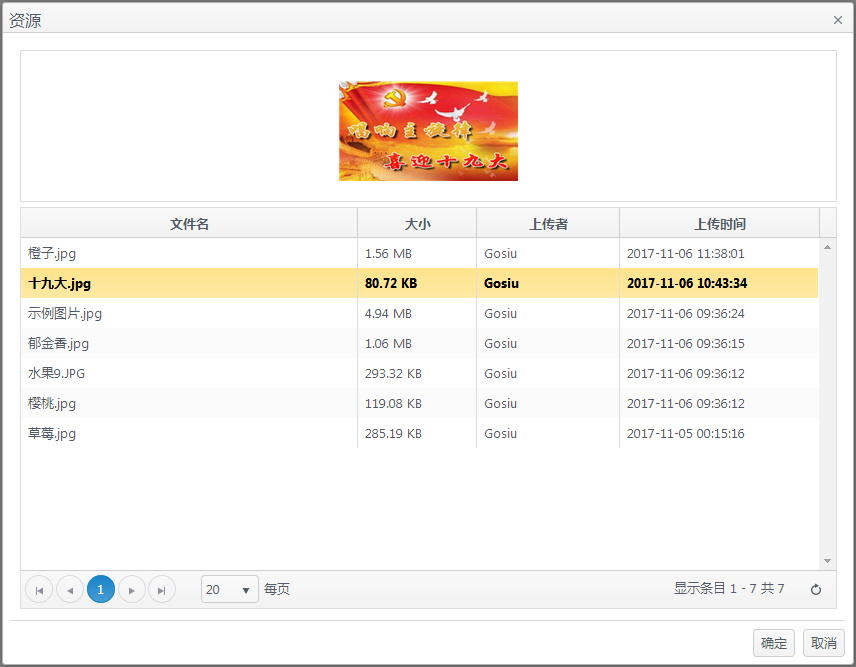 资源
唱响主旋律
喜迎十九大
文件名 大小 上传者 上传时间
橙子.jpg 1.56 MB Gosiu 2017-11-06 11:38:01
十九大.jpg 80.72 KB Gosiu 2017-11-06 10:43:34
示例图片.jpg 4.94 MB Gosiu 2017-11-06 09:36:24
郁金香.jpg 1.06 MB Gosiu 2017-11-06 09:36:15
水果9.JPG 293.32 KB Gosiu 2017-11-06 09:36:12
樱桃.jpg 119.08 KB Gosiu 2017-11-06 09:36:12
草莓.jpg 285.19 KB Gosiu 2017-11-05 00:15:16
1 20 每页 显示条目 1 - 7 共 7
确定 取消